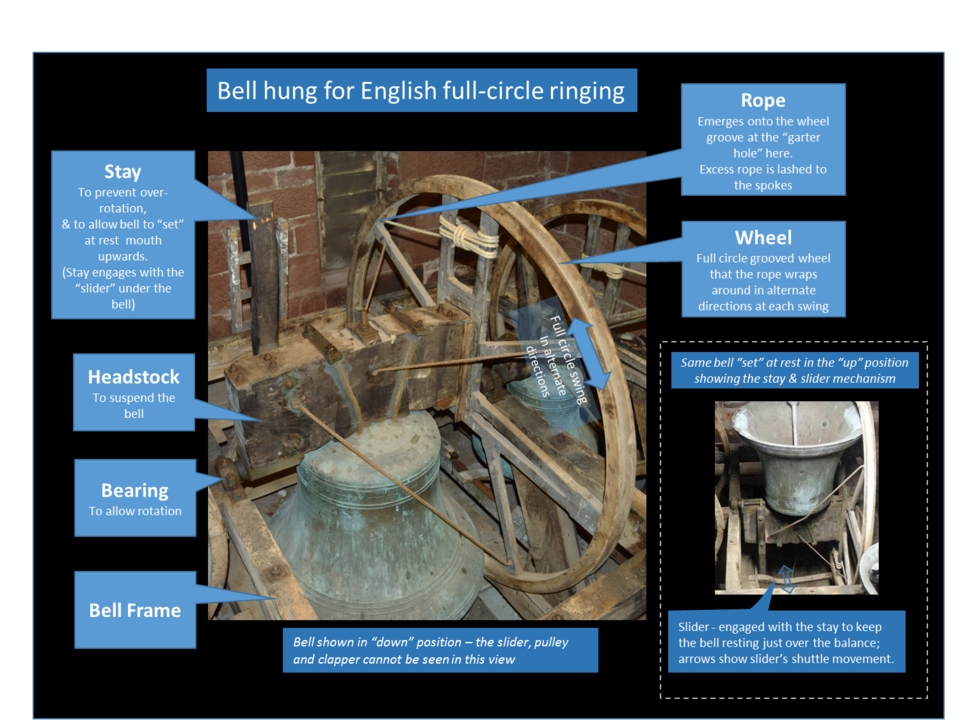 Bell hung for English full-circle ringing
Rope
Emerges onto the wheel
groove at the “garter
hole” here.
Excess rope is lashed to
the spokes
Stay
To prevent over-
rotation,
& to allow bell to “set”
at rest mouth
upwards.
(Stay engages with the
“slider” under the
bell)
Wheel
Full circle grooved wheel
that the rope wraps
around in alternate
directions at each swing
Full circle swing
In alternate
directions
Headstock
To suspend the
bell
Bearing
To allow rotation
Bell Frame
Bell shown in “down” position – the slider, pulley
and clapper cannot be seen in this view
Same bell “set” at rest in the “up” position
showing the stay & slider mechanism
Slider - engaged with the stay to keep
the bell resting just over the balance;
arrows show slider’s shuttle movement.